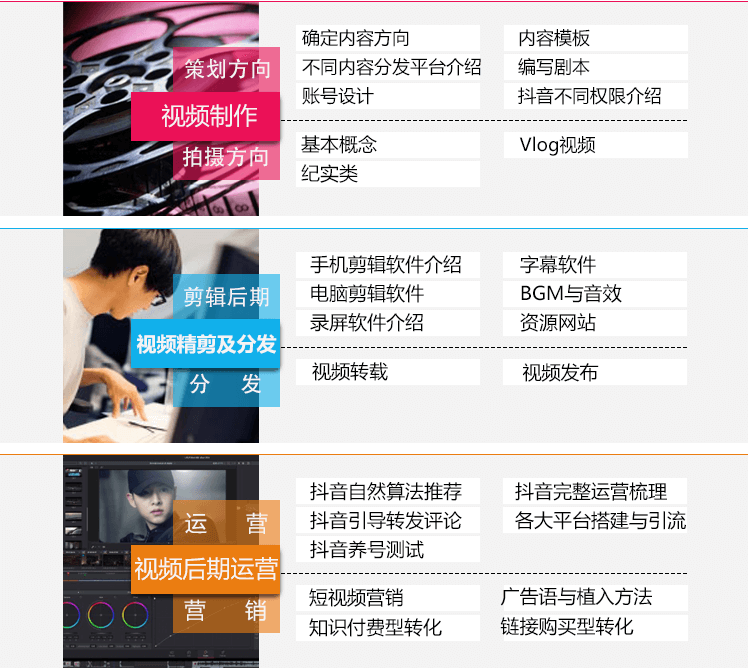 策划方向
视频制作
拍摄方向
确定内容方向
内容模板
不同内容分发平台介绍
编写剧本
账号设计
抖音不同权限介绍
基本概念
Vlog视频
纪实类
剪辑后期
视频精剪及分发
分 发
手机剪辑软件介绍
字幕软件
电脑剪辑软件
BGM与音效
录屏软件介绍
资源网站
视频转载
视频发布
运 营
视频后期运营
营 销
抖音自然算法推荐
抖音完整运营梳理
抖音引导转发评论
各大平台搭建与引流
抖音养号测试
短视频营销
广告语与植入方法
知识付费型转化
链接购买型转化